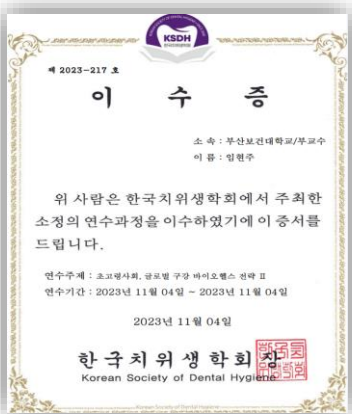 KSDH
한국치위생학회
제 2023-217 호
이 수 증
소 속 : 부산보건대학교/부교수
이 름 : 임현주
위 사람은 한국치위생학회에서 주최한
소정의 연수과정을 이수하였기에 이 증서를
드립니다.
연수주제 : 초고령사회, 글로벌 구강 바이오헬스 전략 II
연수기간 : 2023년 11월 04일 ~ 2023년 11월 04일
2023년 11월 04일
한국치위생학회장
Korean Society of Dental Hygiene